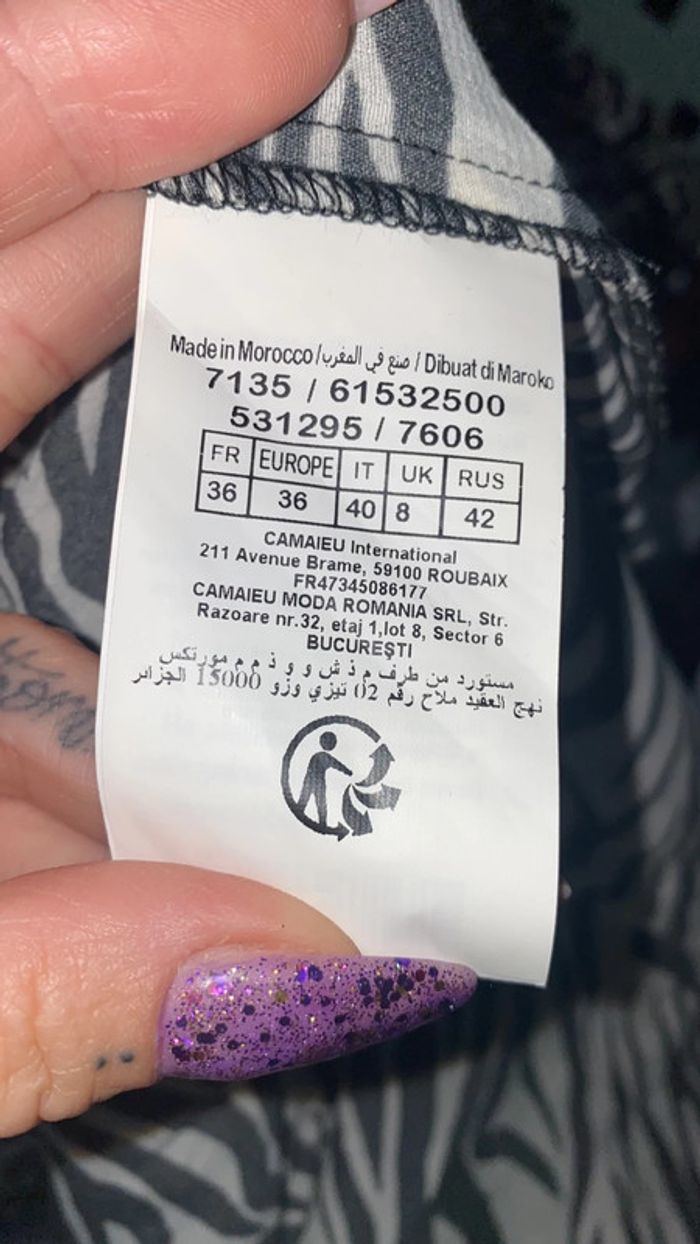 Made in Morocco / صنع في المغرب / Dibuat di Maroko
7135 / 61532500
531295 / 7606
FR EUROPE IT UK RUS
36 36 40 8 42
CAMAIEU International
211 Avenue Brame, 59100 ROUBAIX
FR47345086177
CAMAIEU MODA ROMANIA SRL, Str.
Razoare nr.32, etaj 1,lot 8, Sector 6
BUCUREŞTI
مستورد من طرف م ذ ش و و ذ م م مورتكس
نهج العقيد ملاح رقم 02 تيزي وزو 15000 الجزائر